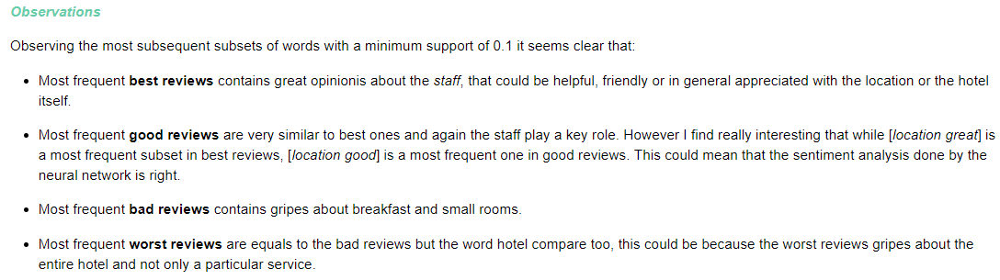 Observations
Observing the most subsequent subsets of words with a minimum support of 0.1 it seems clear that:
• Most frequent best reviews contains great opinionis about the staff, that could be helpful, friendly or in general appreciated with the location or the hotel
itself.
• Most frequent good reviews are very similar to best ones and again the staff play a key role. However I find really interesting that while [location great] is
a most frequent subset in best reviews, [location good] is a most frequent one in good reviews. This could mean that the sentiment analysis done by the
neural network is right.
• Most frequent bad reviews contains gripes about breakfast and small rooms.
• Most frequent worst reviews are equals to the bad reviews but the word hotel compare too, this could be because the worst reviews gripes about the
entire hotel and not only a particular service.